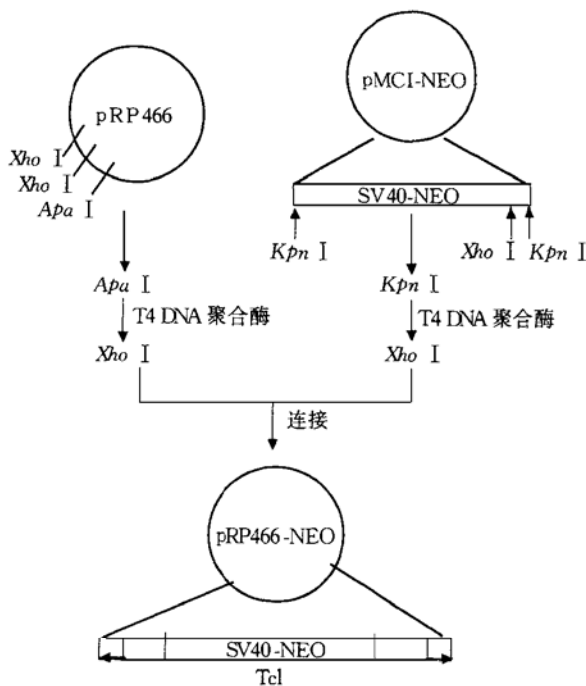 pRP466
pMCI-NEO
Xho Ⅰ
Xho Ⅰ
Apa Ⅰ
SV40-NEO
Kpn Ⅰ
Xho Ⅰ
Kpn Ⅰ
Apa Ⅰ
Kpn Ⅰ
T4 DNA 聚合酶
T4 DNA 聚合酶
Xho Ⅰ
Xho Ⅰ
连接
pRP466-NEO
SV40-NEO
Tcl